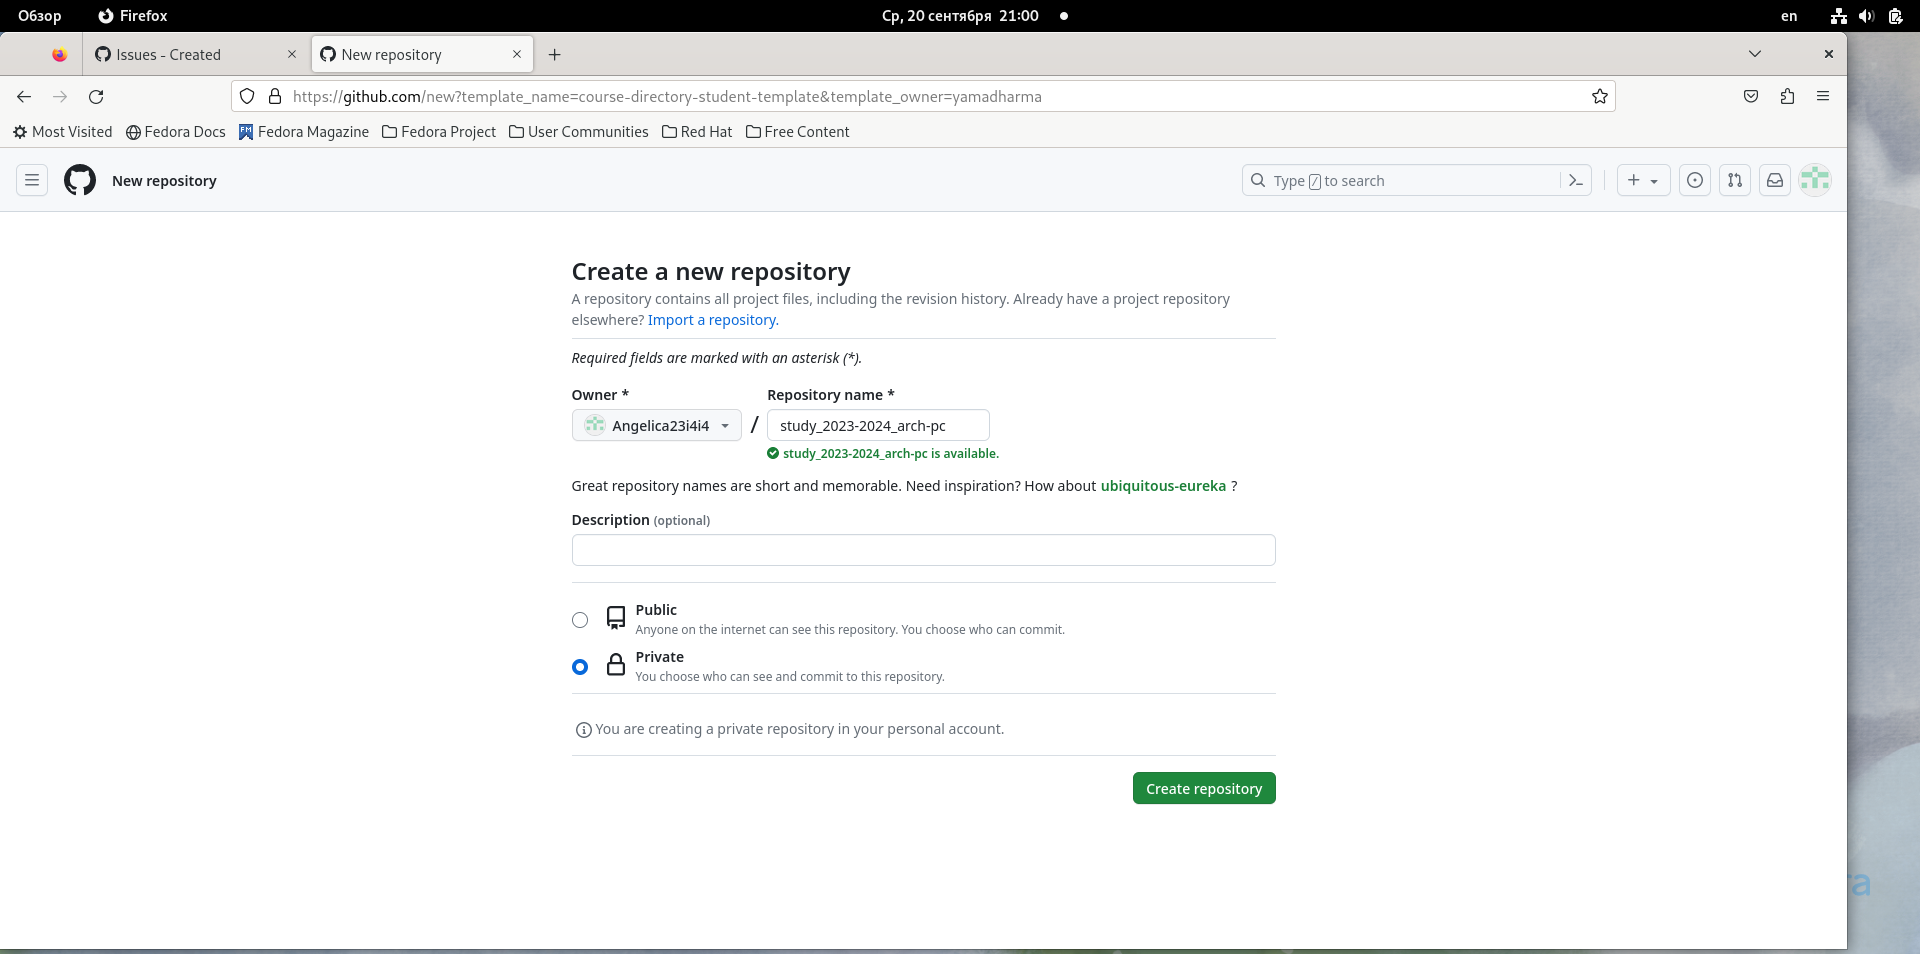 Обзор Firefox Ср, 20 сентября 21:00 en
Issues - Created New repository
https://github.com/new?template_name=course-directory-student-template&template_owner=yamadharma
Most Visited Fedora Docs Fedora Magazine Fedora Project User Communities Red Hat Free Content
New repository Type / to search
Create a new repository
A repository contains all project files, including the revision history. Already have a project repository
elsewhere? Import a repository.
Required fields are marked with an asterisk (*).
Owner * Repository name *
Angelica23i4i4 / study_2023-2024_arch-pc
study_2023-2024_arch-pc is available.
Great repository names are short and memorable. Need inspiration? How about ubiquitous-eureka ?
Description (optional)
Public
Anyone on the internet can see this repository. You choose who can commit.
Private
You choose who can see and commit to this repository.
You are creating a private repository in your personal account.
Create repository